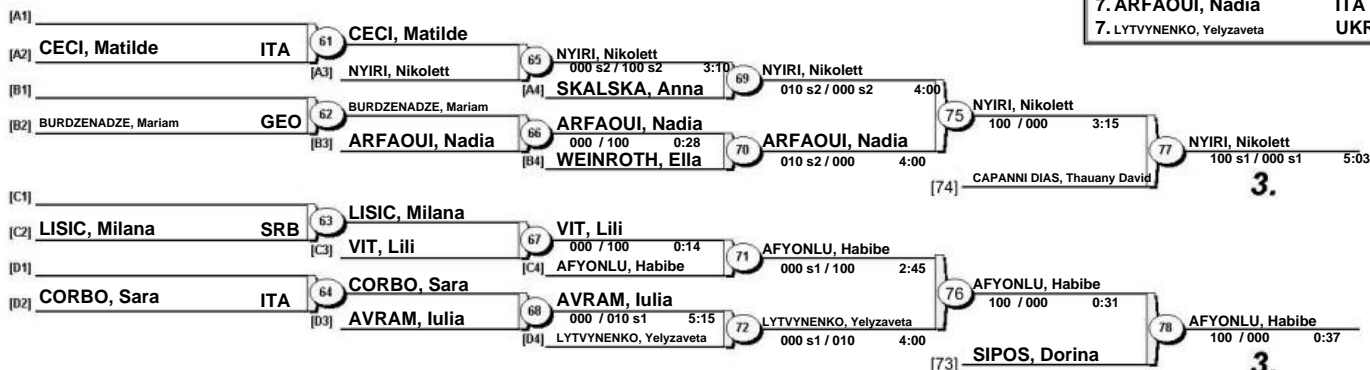 7. ARFAOUI, Nadia ITA
7. LYTVYNENKO, Yelyzaveta UKR
[A1]
[A2] CECI, Matilde ITA
61
CECI, Matilde
[A3] NYIRI, Nikolett
65
NYIRI, Nikolett
000 s2 / 100 s2 3:10
[A4] SKALSKA, Anna
69
NYIRI, Nikolett
010 s2 / 000 s2 4:00
[B1]
[B2] BURDZENADZE, Mariam GEO
62
BURDZENADZE, Mariam
[B3] ARFAOUI, Nadia
66
ARFAOUI, Nadia
000 / 100 0:28
[B4] WEINROTH, Ella
70
ARFAOUI, Nadia
010 s2 / 000 4:00
75
NYIRI, Nikolett
100 / 000 3:15
[74] CAPANNI DIAS, Thauany David
77
NYIRI, Nikolett
100 s1 / 000 s1 5:03
3.
[C1]
[C2] LISIC, Milana SRB
63
LISIC, Milana
[C3] VIT, Lili
67
VIT, Lili
000 / 100 0:14
[C4] AFYONLU, Habibe
71
AFYONLU, Habibe
000 s1 / 100 2:45
[D1]
[D2] CORBO, Sara ITA
64
CORBO, Sara
[D3] AVRAM, Iulia
68
AVRAM, Iulia
000 / 010 s1 5:15
[D4] LYTVYNENKO, Yelyzaveta
72
LYTVYNENKO, Yelyzaveta
000 s1 / 010 4:00
76
AFYONLU, Habibe
100 / 000 0:31
[73] SIPOS, Dorina
78
AFYONLU, Habibe
100 / 000 0:37
3.